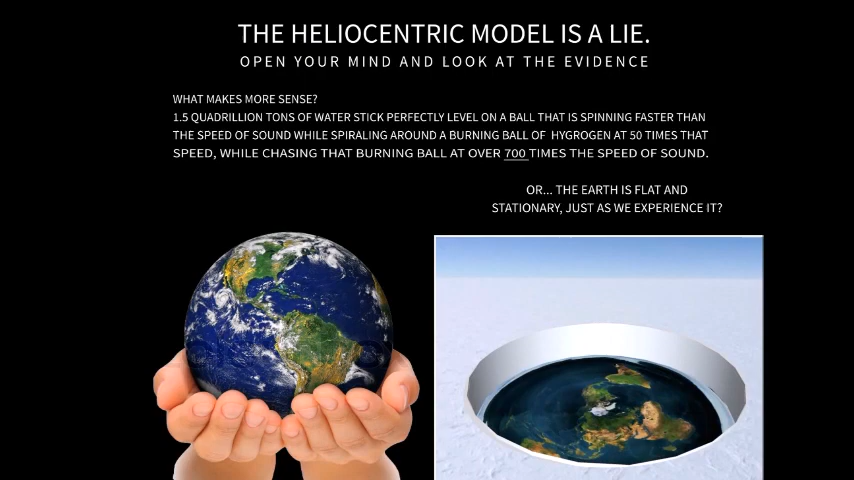 THE HELIOCENTRIC MODEL IS A LIE.
OPEN YOUR MIND AND LOOK AT THE EVIDENCE
WHAT MAKES MORE SENSE?
1.5 QUADRILLION TONS OF WATER STICK PERFECTLY LEVEL ON A BALL THAT IS SPINNING FASTER THAN
THE SPEED OF SOUND WHILE SPIRALING AROUND A BURNING BALL OF HYGROGEN AT 50 TIMES THAT
SPEED, WHILE CHASING THAT BURNING BALL AT OVER 700 TIMES THE SPEED OF SOUND.
OR... THE EARTH IS FLAT AND
STATIONARY, JUST AS WE EXPERIENCE IT?